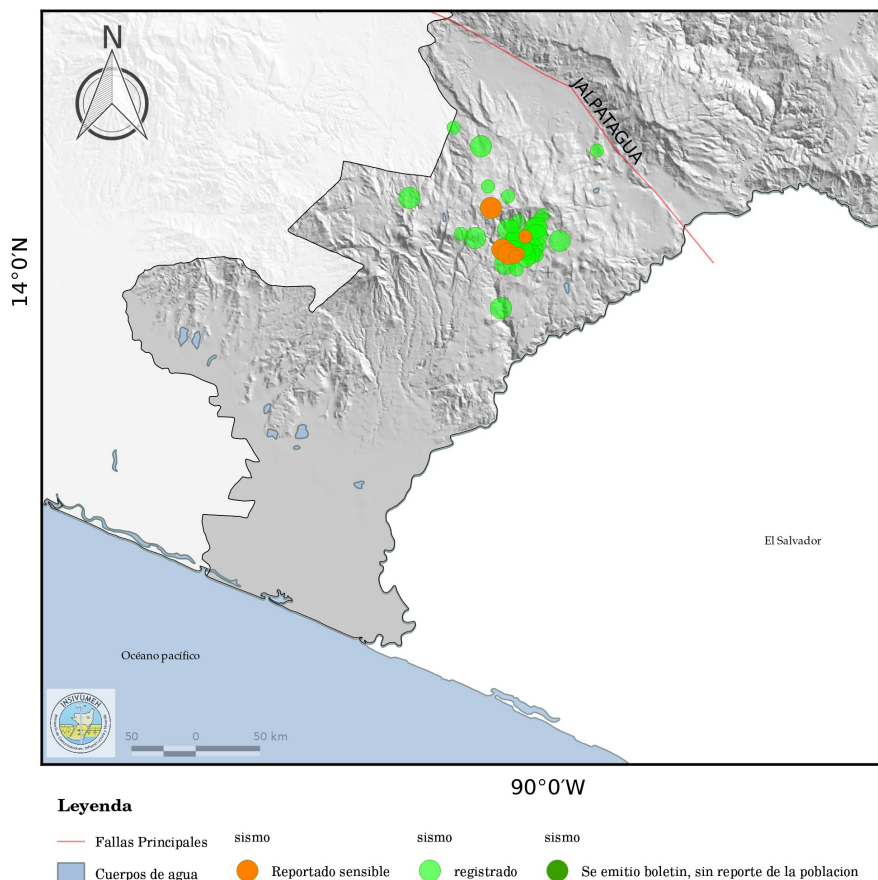 N
JALPATAGUA
14°0′N
El Salvador
Océano pacífico
INSIVUMEH
50 0 50 km
90°0′W
Leyenda
Fallas Principales
Cuerpos de agua
sismo
Reportado sensible
sismo
registrado
sismo
Se emitio boletin, sin reporte de la poblacion